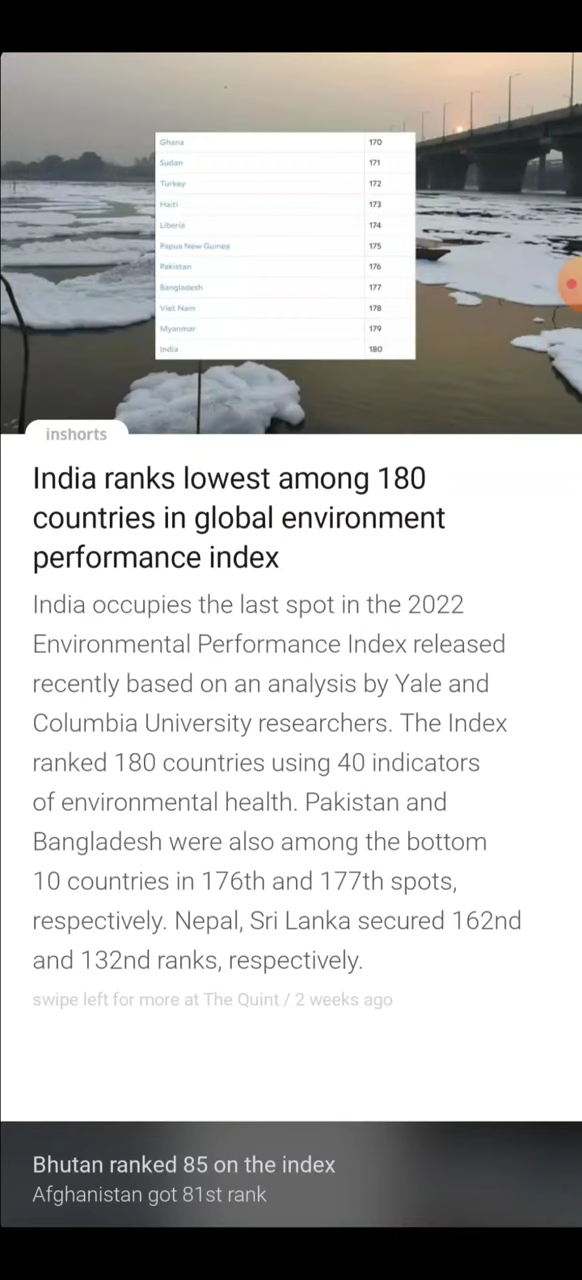 Ghana 170
Sudan 171
Turkey 172
Haiti 173
Liberia 174
Papua New Guinea 175
Pakistan 176
Bangladesh 177
Viet Nam 178
Myanmar 179
India 180
inshorts
India ranks lowest among 180
countries in global environment
performance index
India occupies the last spot in the 2022
Environmental Performance Index released
recently based on an analysis by Yale and
Columbia University researchers. The Index
ranked 180 countries using 40 indicators
of environmental health. Pakistan and
Bangladesh were also among the bottom
10 countries in 176th and 177th spots,
respectively. Nepal, Sri Lanka secured 162nd
and 132nd ranks, respectively.
swipe left for more at The Quint / 2 weeks ago
Bhutan ranked 85 on the index
Afghanistan got 81st rank